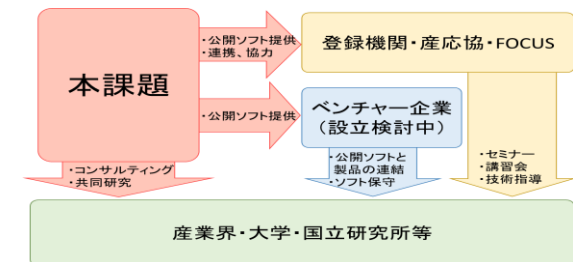 本課題
・公開ソフト提供
・連携、協力
登録機関・産応協・FOCUS
・公開ソフト提供
ベンチャー企業
（設立検討中）
・コンサルティング
・共同研究
・公開ソフトと
製品の連結
・ソフト保守
・セミナー
・講習会
・技術指導
産業界・大学・国立研究所等